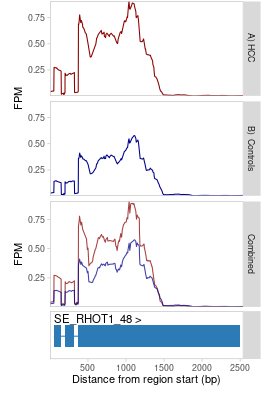 0.75
0.50
0.25
A) HCC
FPM
0.75
0.50
0.25
B) Controls
0.75
0.50
0.25
Combined
FPM
SE_RHOT1_48 >
500 1000 1500 2000 2500
Distance from region start (bp)